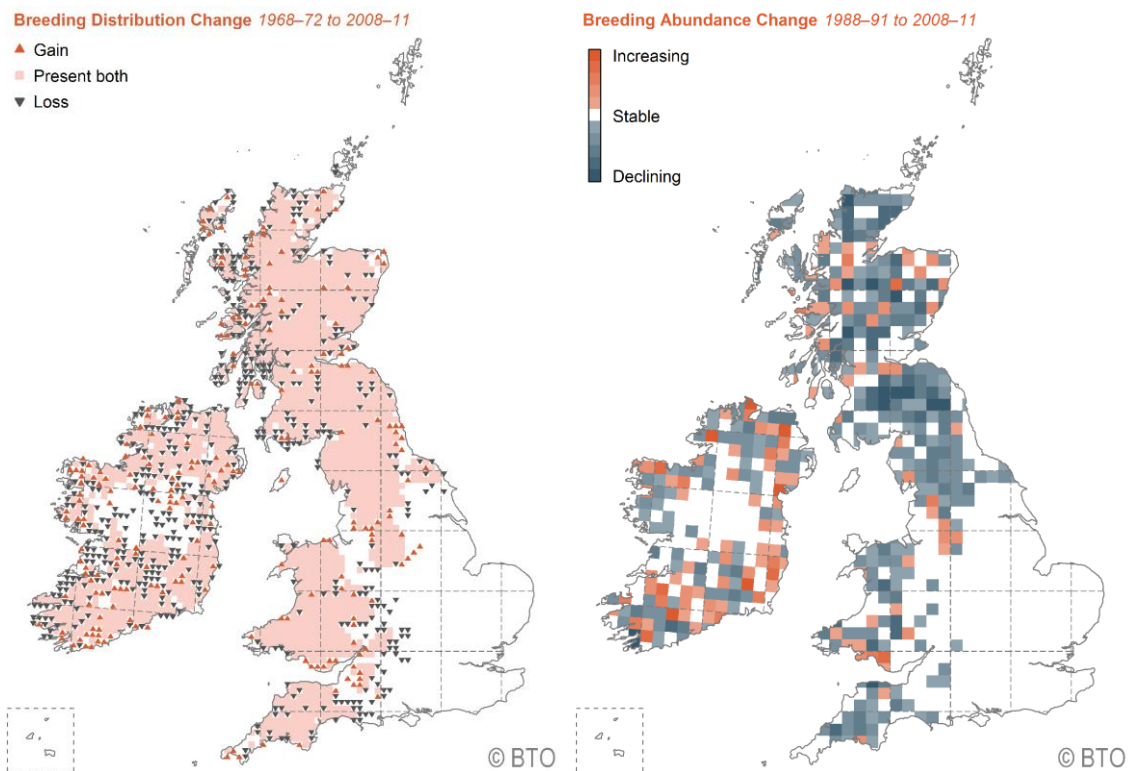 Breeding Distribution Change 1968–72 to 2008–11
Gain
Present both
Loss
© BTO
Breeding Abundance Change 1988–91 to 2008–11
Increasing
Stable
Declining
© BTO